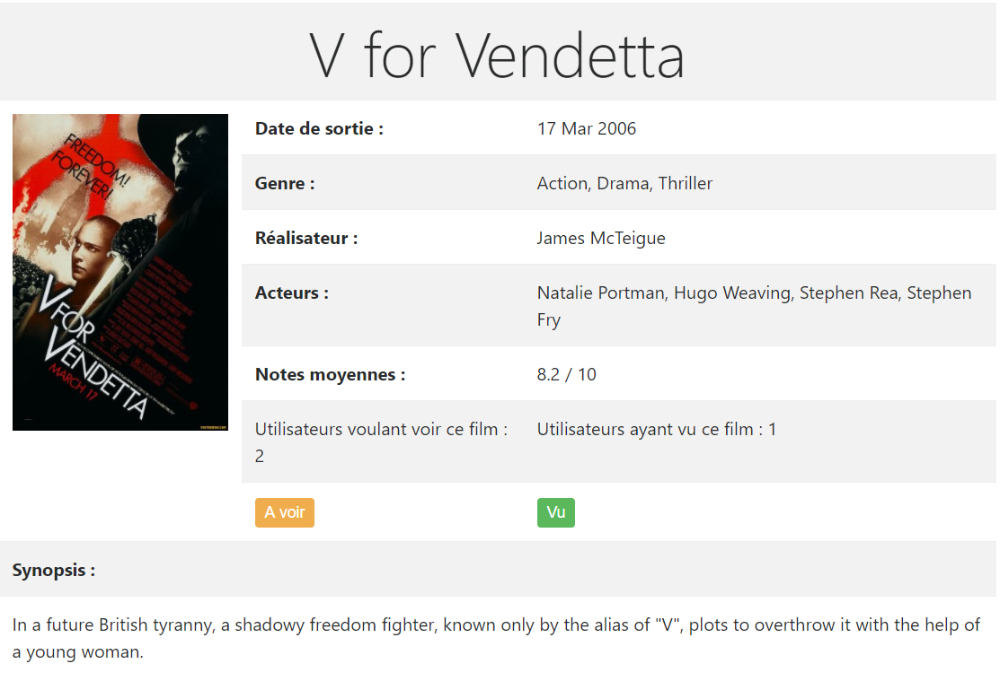 V for Vendetta
FREEDOM!
FOREVER!
V FOR
VENDETTA
MARCH 17
Date de sortie : 17 Mar 2006
Genre : Action, Drama, Thriller
Réalisateur : James McTeigue
Acteurs : Natalie Portman, Hugo Weaving, Stephen Rea, Stephen
Fry
Notes moyennes : 8.2 / 10
Utilisateurs voulant voir ce film :
2
Utilisateurs ayant vu ce film : 1
A voir
Vu
Synopsis :
In a future British tyranny, a shadowy freedom fighter, known only by the alias of "V", plots to overthrow it with the help of
a young woman.